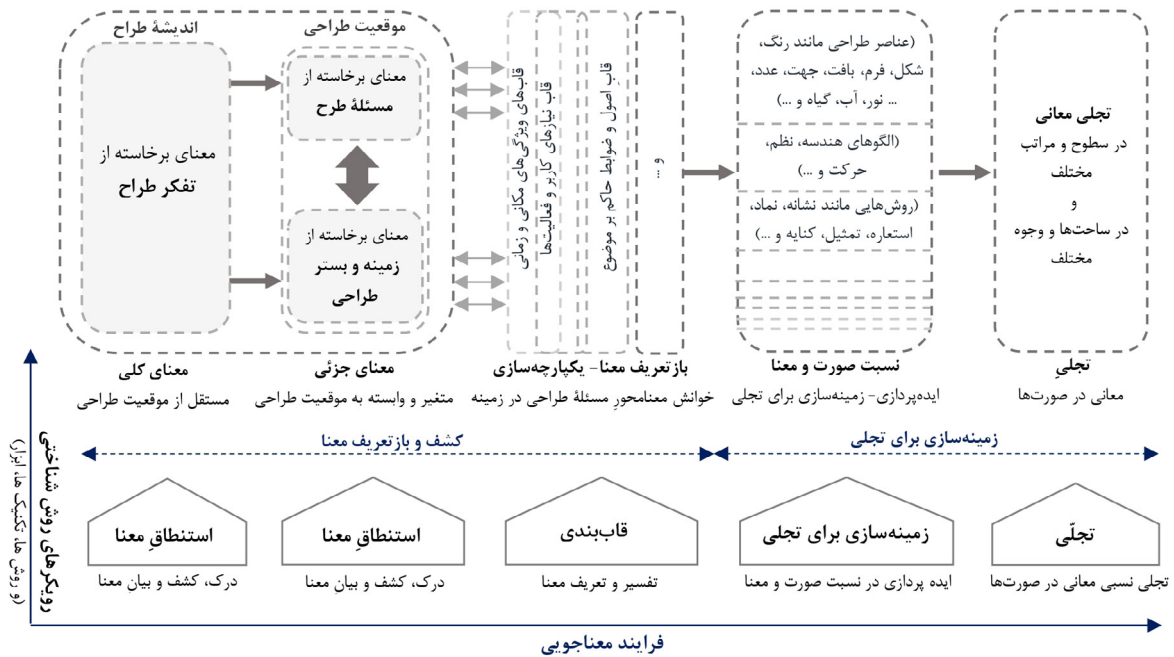 اندیشهٔ طراح
معنای برخاسته از
تفکر طراح
موقعیت طراحی
معنای برخاسته از
مسئلهٔ طرح
معنای برخاسته از
زمینه و بستر
طراحی
قاب‌های ویژگی‌های مکانی و زمانی
قاب نیازهای کاربر و فعالیت‌ها
قابِ اصول و ضوابط حاکم بر موضوع
و ...
(عناصر طراحی مانند رنگ،
شکل، فرم، بافت، جهت، عدد،
نور، آب، گیاه و ...)
(الگوهای هندسه، نظم،
حرکت و ...)
(روش‌هایی مانند نشانه، نماد،
استعاره، تمثیل، کنایه و ...)
تجلی معانی
در سطوح و مراتب
مختلف
و
در ساحت‌ها و وجوه
مختلف
معنای کلی
مستقل از موقعیت طراحی
معنای جزئی
متغیر و وابسته به موقعیت طراحی
بازتعریف معنا- یکپارچه‌سازی
خوانش معنامحورِ مسئلهٔ طراحی در زمینه
نسبت صورت و معنا
ایده‌پردازی- زمینه‌سازی برای تجلی
تجلیِ
معانی در صورت‌ها
کشف و بازتعریف معنا
زمینه‌سازی برای تجلی
رویکرهای روش شناختی
(و روش ها، تکنیک ها، ابزار)
استنطاقِ معنا
درک، کشف و بیانِ معنا
استنطاقِ معنا
درک، کشف و بیانِ معنا
قاب‌بندی
تفسیر و تعریف معنا
زمینه‌سازی برای تجلی
ایده پردازی در نسبت صورت و معنا
تجلّی
تجلی نسبی معانی در صورت‌ها
فرایند معناجویی